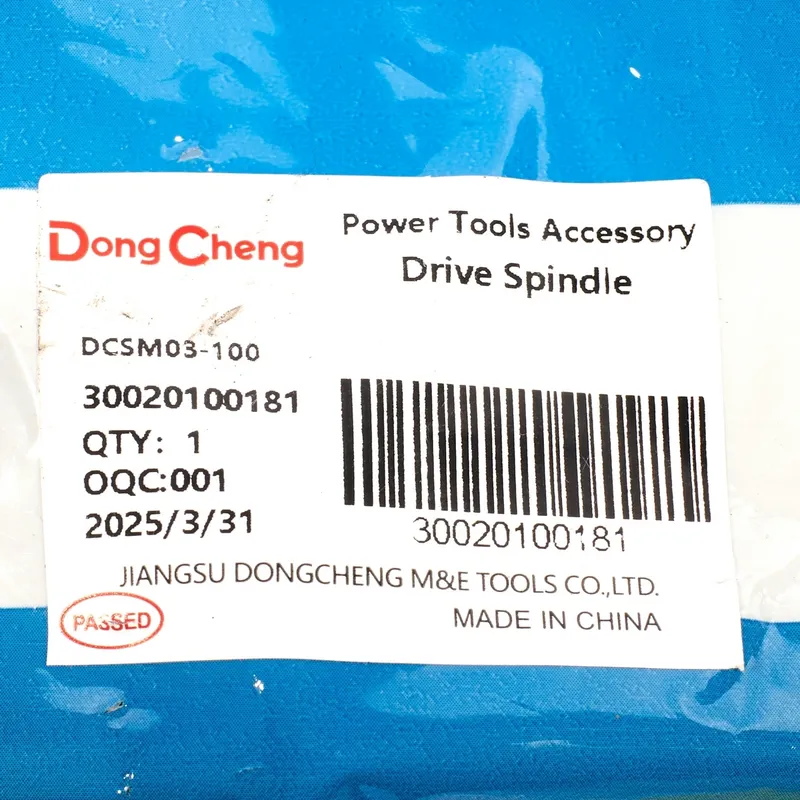 Dong Cheng
Power Tools Accessory
Drive Spindle
DCSM03-100
30020100181
QTY: 1
OQC:001
2025/3/31
30020100181
JIANGSU DONGCHENG M&E TOOLS CO.,LTD.
PASSED
MADE IN CHINA